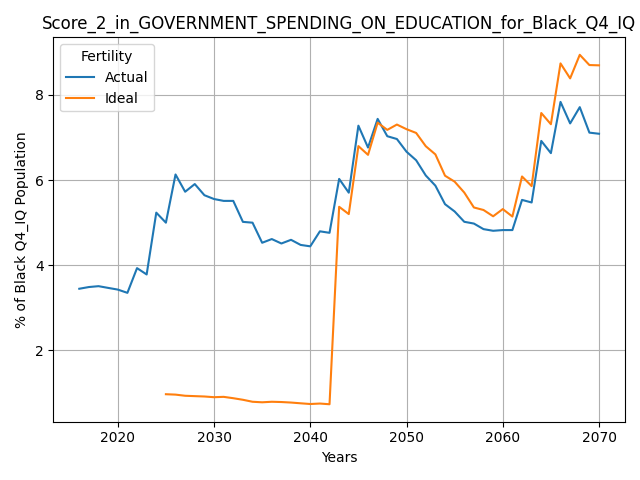 Score_2_in_GOVERNMENT_SPENDING_ON_EDUCATION_for_Black_Q4_IQ
Fertility
Actual
Ideal
% of Black Q4_IQ Population
8
6
4
2
2020 2030 2040 2050 2060 2070
Years